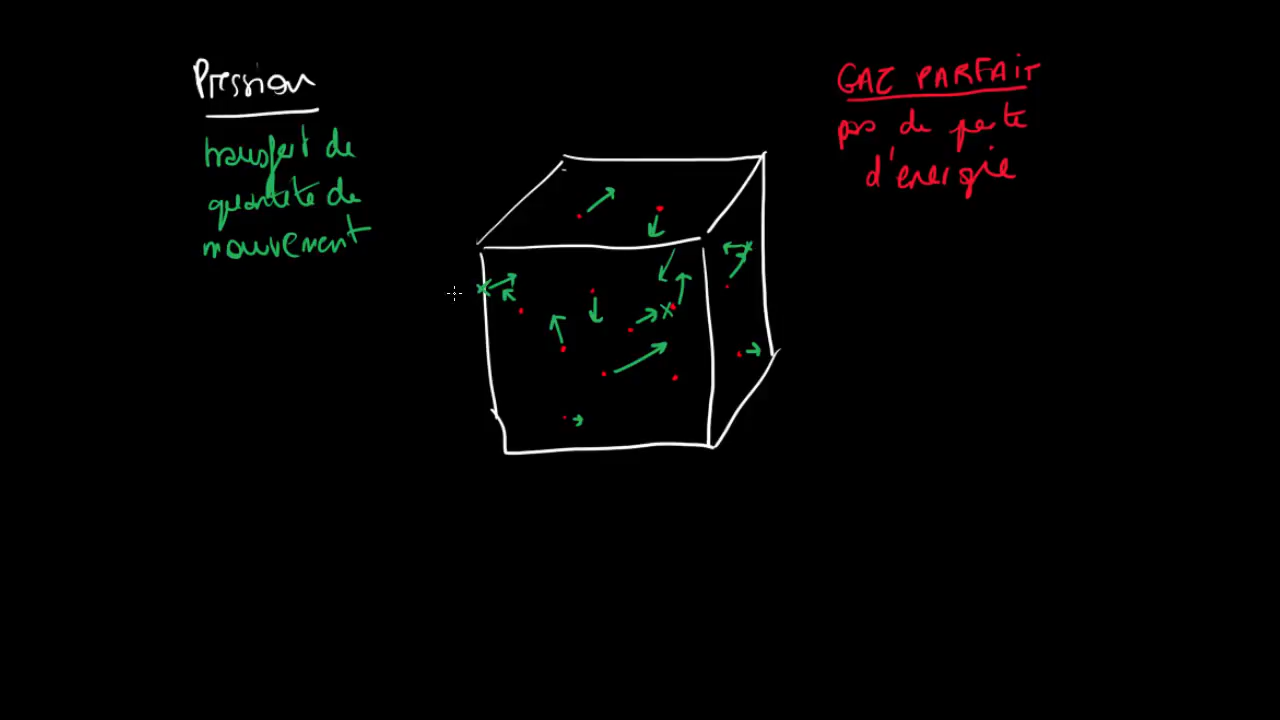 Pression
transfert de
quantité de
mouvement
GAZ PARFAIT
pas de perte
d'énergie